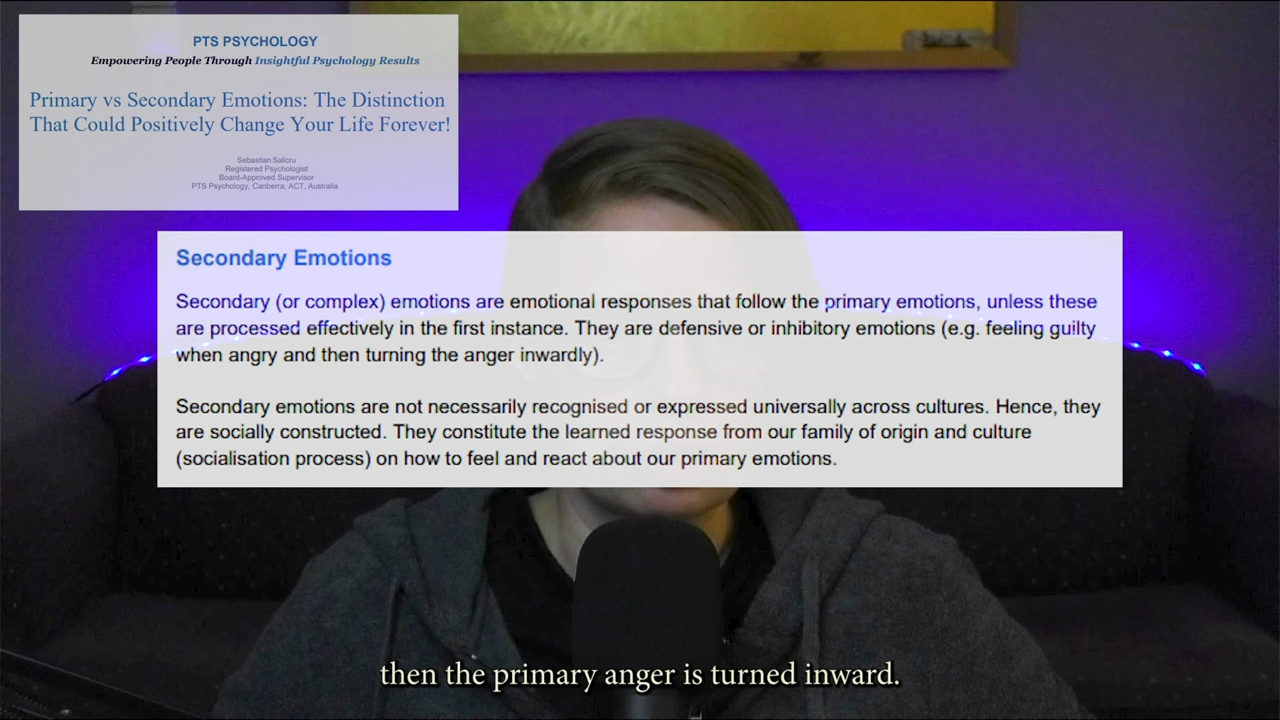 PTS PSYCHOLOGY
Empowering People Through Insightful Psychology Results
Primary vs Secondary Emotions: The Distinction
That Could Positively Change Your Life Forever!
Sebastian Salicru
Registered Psychologist
Board-Approved Supervisor
PTS Psychology, Canberra, ACT, Australia
Secondary Emotions
Secondary (or complex) emotions are emotional responses that follow the primary emotions, unless these
are processed effectively in the first instance. They are defensive or inhibitory emotions (e.g. feeling guilty
when angry and then turning the anger inwardly).
Secondary emotions are not necessarily recognised or expressed universally across cultures. Hence, they
are socially constructed. They constitute the learned response from our family of origin and culture
(socialisation process) on how to feel and react about our primary emotions.
then the primary anger is turned inward.